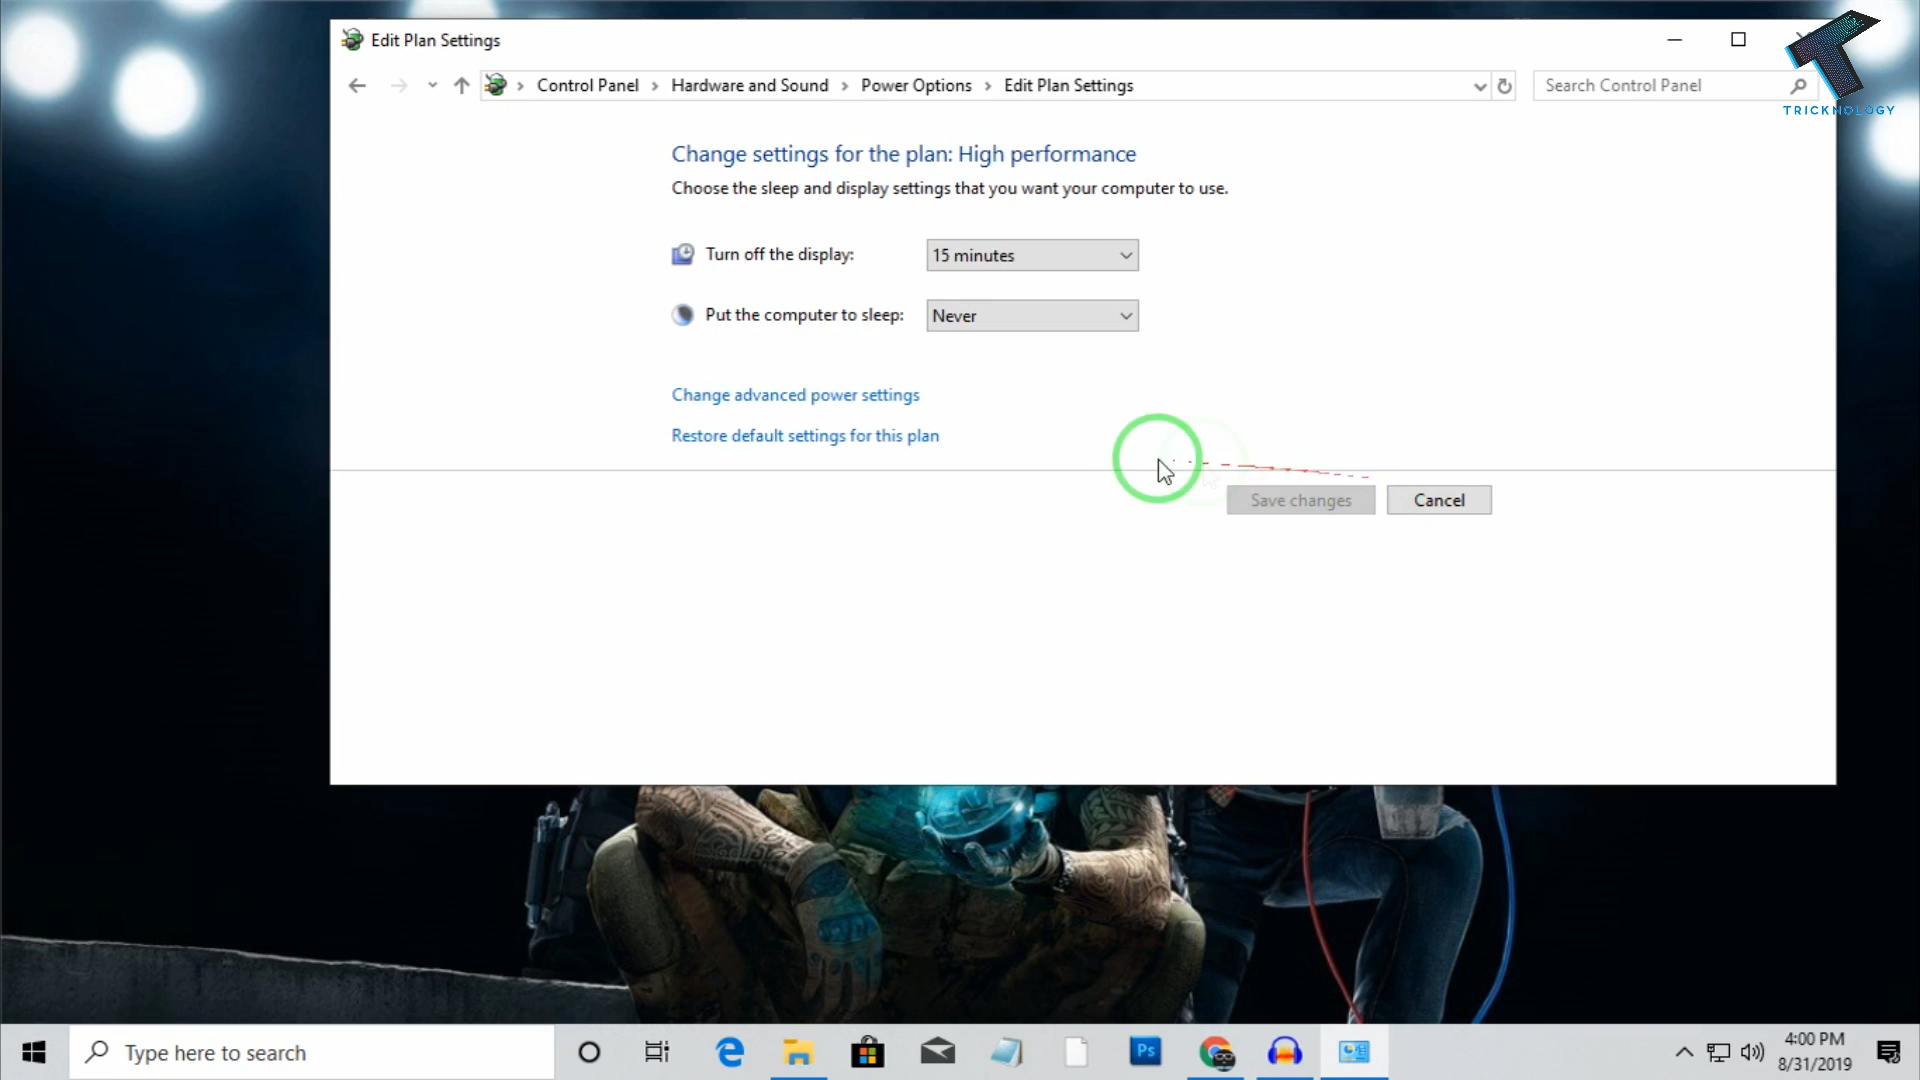 Edit Plan Settings
Control Panel > Hardware and Sound > Power Options > Edit Plan Settings
Search Control Panel
TRICKNOLOGY
Change settings for the plan: High performance
Choose the sleep and display settings that you want your computer to use.
Turn off the display: 15 minutes
Put the computer to sleep: Never
Change advanced power settings
Restore default settings for this plan
Save changes Cancel
Type here to search
Ps
4:00 PM
8/31/2019